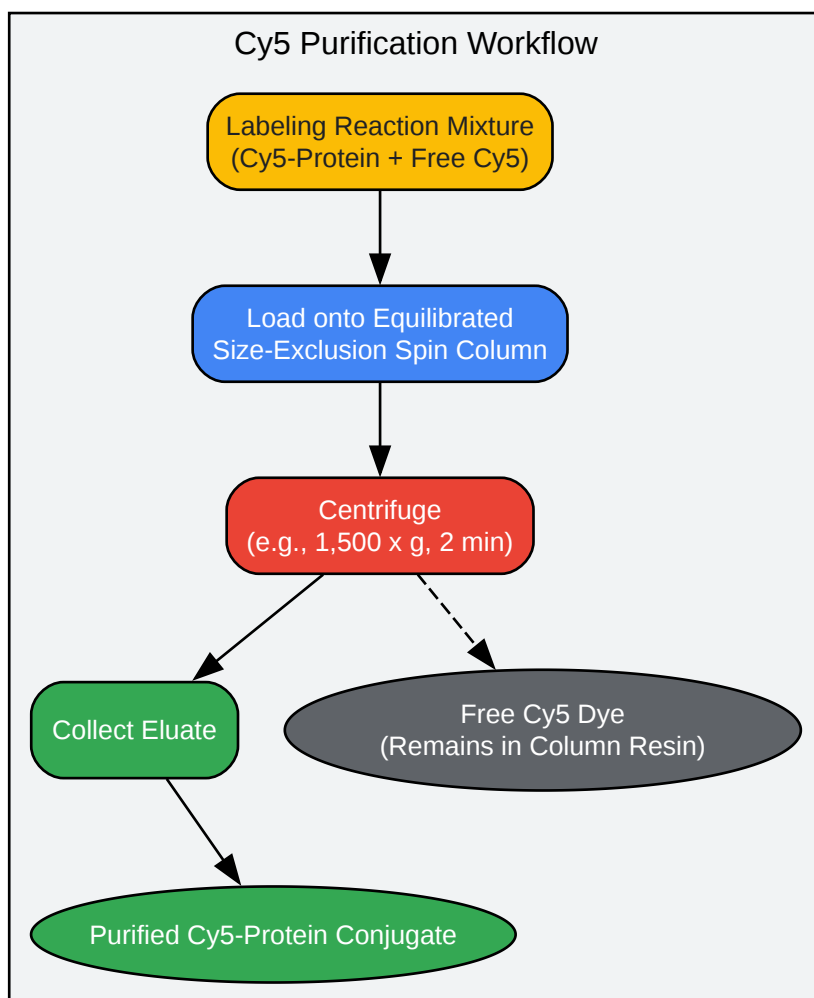 Cy5 Purification Workflow
Labeling Reaction Mixture
(Cy5-Protein + Free Cy5)
Load onto Equilibrated
Size-Exclusion Spin Column
Centrifuge
(e.g., 1,500 x g, 2 min)
Collect Eluate
Free Cy5 Dye
(Remains in Column Resin)
Purified Cy5-Protein Conjugate